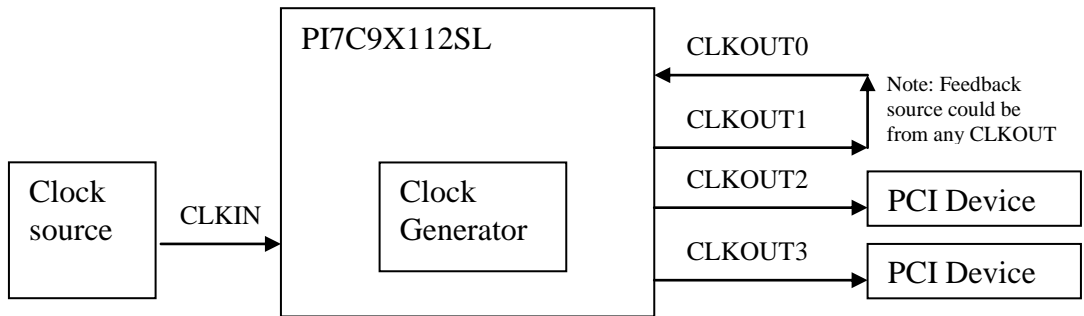 PI7C9X112SL
CLKOUT0
Note: Feedback
source could be
from any CLKOUT
CLKOUT1
Clock
source
CLKIN
Clock
Generator
CLKOUT2
PCI Device
CLKOUT3
PCI Device